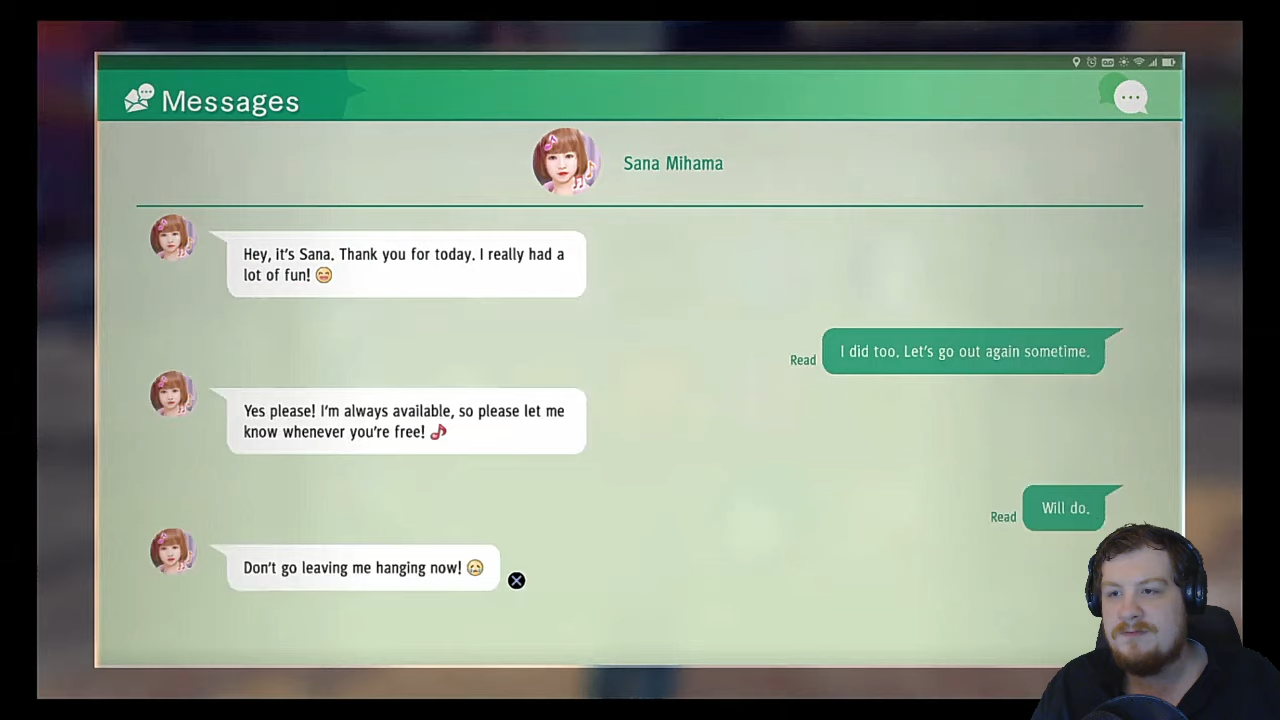 Messages
Sana Mihama
Hey, it's Sana. Thank you for today. I really had a
lot of fun!
I did too. Let's go out again sometime.
Read
Yes please! I'm always available, so please let me
know whenever you're free!
Will do.
Read
Don't go leaving me hanging now!